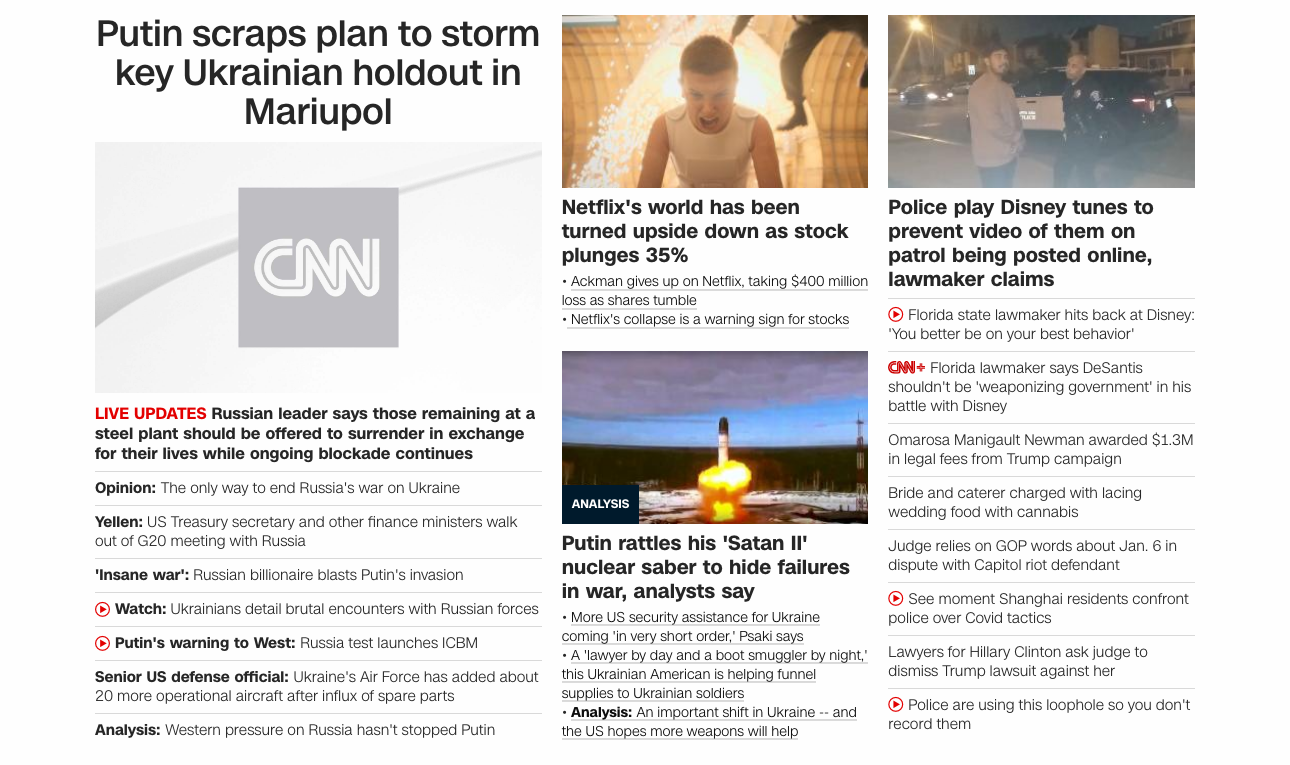 Putin scraps plan to storm
key Ukrainian holdout in
Mariupol
CNN
LIVE UPDATES Russian leader says those remaining at a
steel plant should be offered to surrender in exchange
for their lives while ongoing blockade continues
Opinion: The only way to end Russia's war on Ukraine
Yellen: US Treasury secretary and other finance ministers walk
out of G20 meeting with Russia
'Insane war': Russian billionaire blasts Putin's invasion
Watch: Ukrainians detail brutal encounters with Russian forces
Putin's warning to West: Russia test launches ICBM
Senior US defense official: Ukraine's Air Force has added about
20 more operational aircraft after influx of spare parts
Analysis: Western pressure on Russia hasn't stopped Putin
Netflix's world has been
turned upside down as stock
plunges 35%
• Ackman gives up on Netflix, taking $400 million
loss as shares tumble
• Netflix's collapse is a warning sign for stocks
ANALYSIS
Putin rattles his 'Satan II'
nuclear saber to hide failures
in war, analysts say
• More US security assistance for Ukraine
coming 'in very short order,' Psaki says
• A 'lawyer by day and a boot smuggler by night,'
this Ukrainian American is helping funnel
supplies to Ukrainian soldiers
• Analysis: An important shift in Ukraine -- and
the US hopes more weapons will help
Police play Disney tunes to
prevent video of them on
patrol being posted online,
lawmaker claims
Florida state lawmaker hits back at Disney:
'You better be on your best behavior'
CNN+ Florida lawmaker says DeSantis
shouldn't be 'weaponizing government' in his
battle with Disney
Omarosa Manigault Newman awarded $1.3M
in legal fees from Trump campaign
Bride and caterer charged with lacing
wedding food with cannabis
Judge relies on GOP words about Jan. 6 in
dispute with Capitol riot defendant
See moment Shanghai residents confront
police over Covid tactics
Lawyers for Hillary Clinton ask judge to
dismiss Trump lawsuit against her
Police are using this loophole so you don't
record them